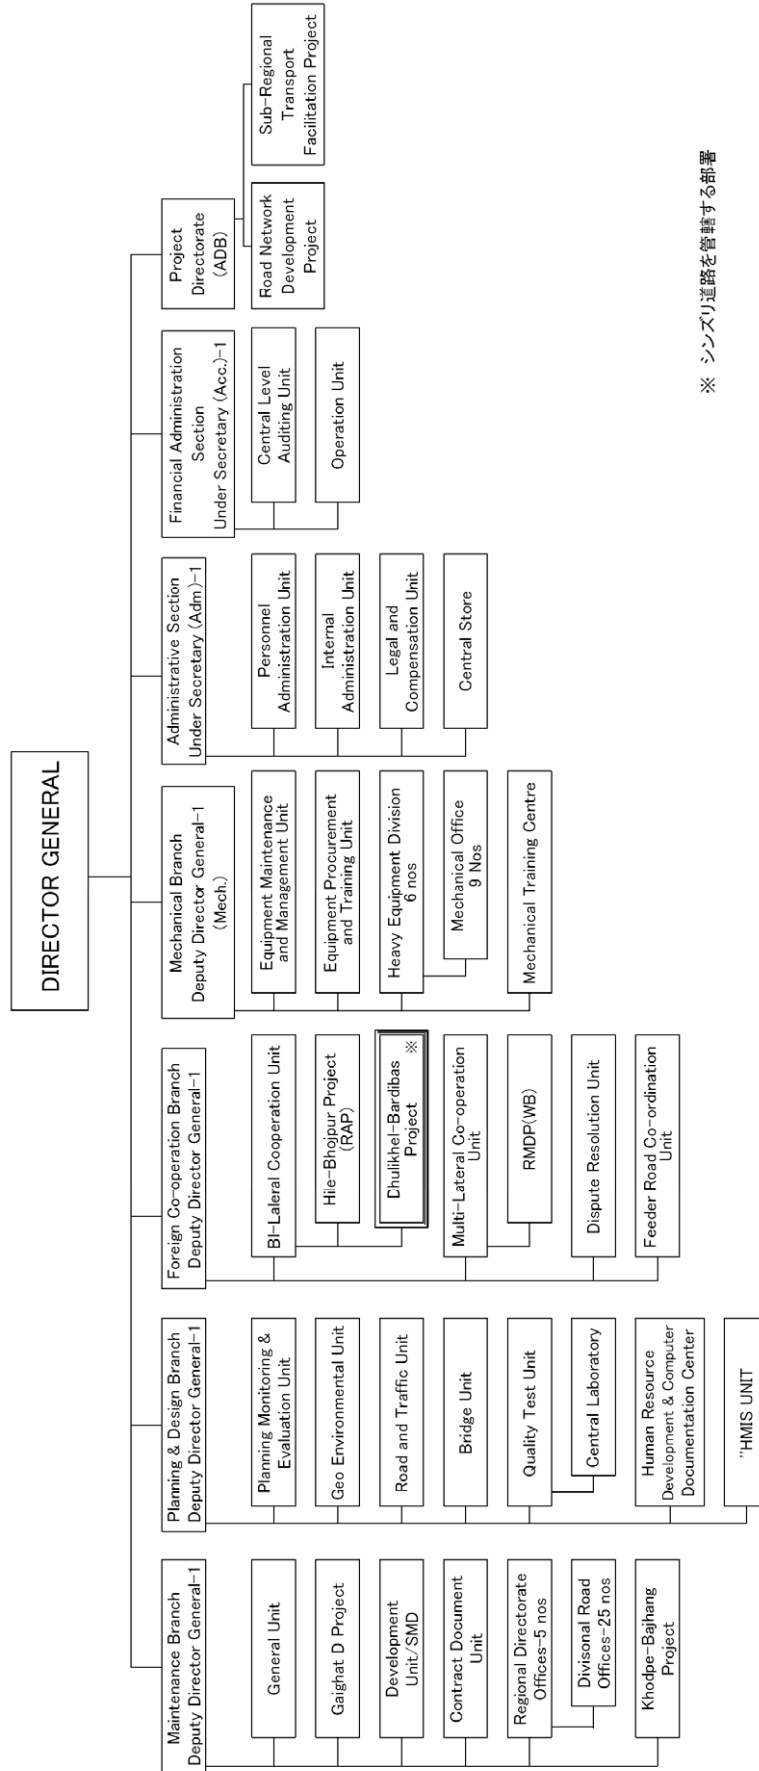 DIRECTOR GENERAL
Maintenance Branch
Deputy Director General-1
General Unit
Gaighat D Project
Development
Unit/SMD
Contract Document
Unit
Regional Directorate
Offices-5 nos
Divisonal Road
Offices-25 nos
Khodpe-Bajhang
Project
Planning & Design Branch
Deputy Director General-1
Planning Monitoring &
Evaluation Unit
Geo Environmental Unit
Road and Traffic Unit
Bridge Unit
Quality Test Unit
Central Laboratory
Human Resource
Development & Computer
Documentation Center
"HMIS UNIT
Foreign Co-operation Branch
Deputy Director General-1
BI-Laleral Cooperation Unit
Hile-Bhojpur Project
(RAP)
Dhulikhel-Bardibas
Project ※
Multi-Lateral Co-operation
Unit
RMDP(WB)
Dispute Resolution Unit
Feeder Road Co-ordination
Unit
Mechanical Branch
Deputy Director General-1
(Mech.)
Equipment Maintenance
and Management Unit
Equipment Procurement
and Training Unit
Heavy Equipment Division
6 nos
Mechanical Office
9 Nos
Mechanical Training Centre
Administrative Section
Under Secretary (Adm)-1
Personnel
Administration Unit
Internal
Administration Unit
Legal and
Compensation Unit
Central Store
Financial Administration
Section
Under Secretary (Acc.)-1
Central Level
Auditing Unit
Operation Unit
Project
Directorate
(ADB)
Road Network
Development
Project
Sub-Regional
Transport
Facilitation Project
※ シンズリ道路を管轄する部署